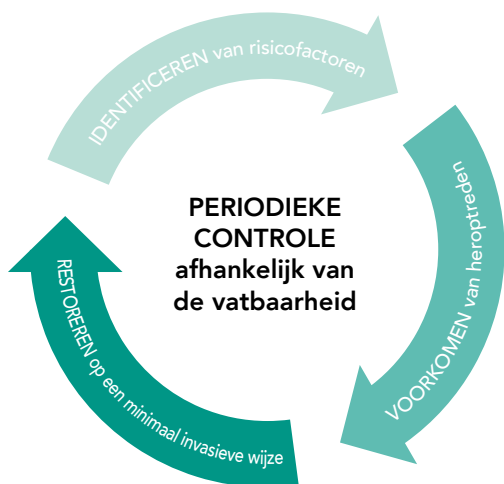 IDENTIFICEREN van risicofactoren
PERIODIEKE
CONTROLE
afhankelijk van
de vatbaarheid
VOORKOMEN van heroptreden
RESTOREREN op een minimaal invasieve wijze